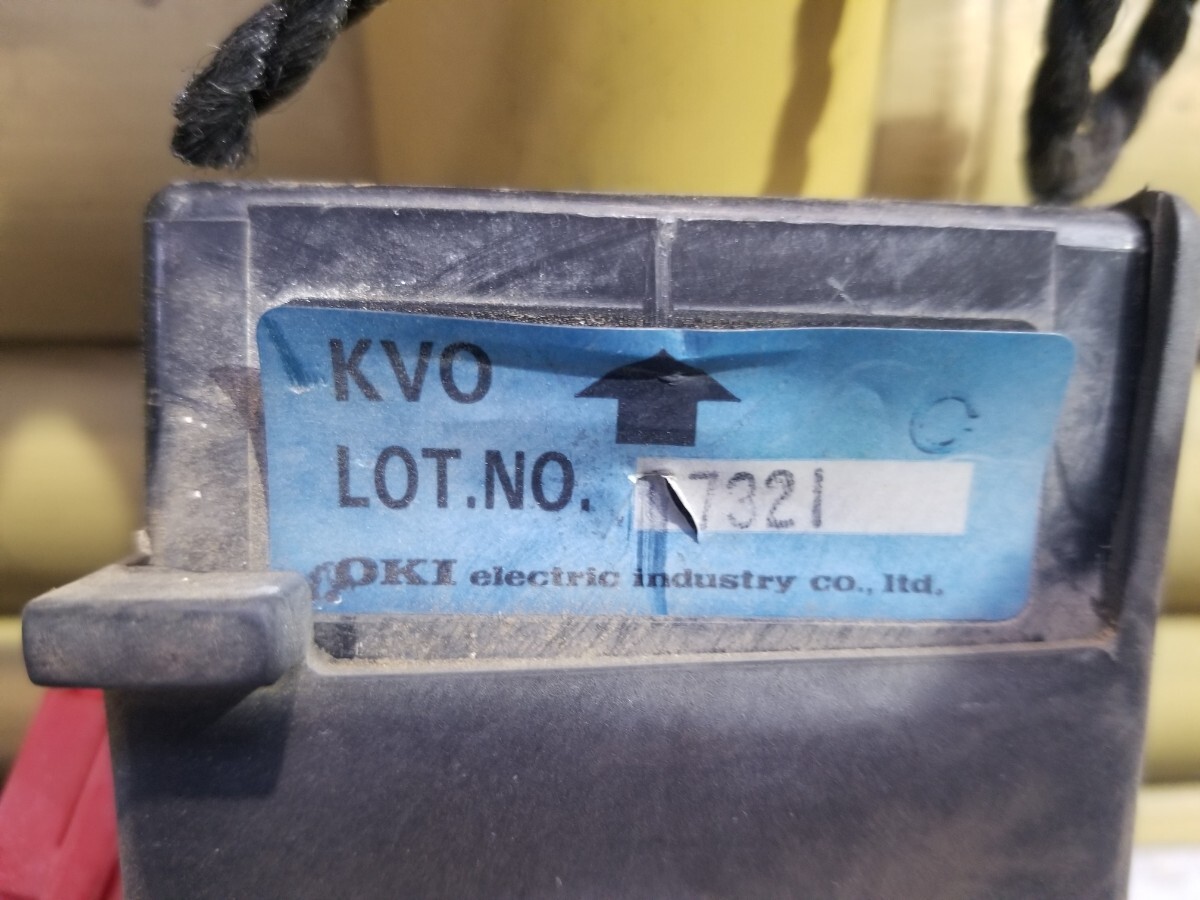 KVO
C
LOT.NO. 7321
OKI electric industry co., ltd.